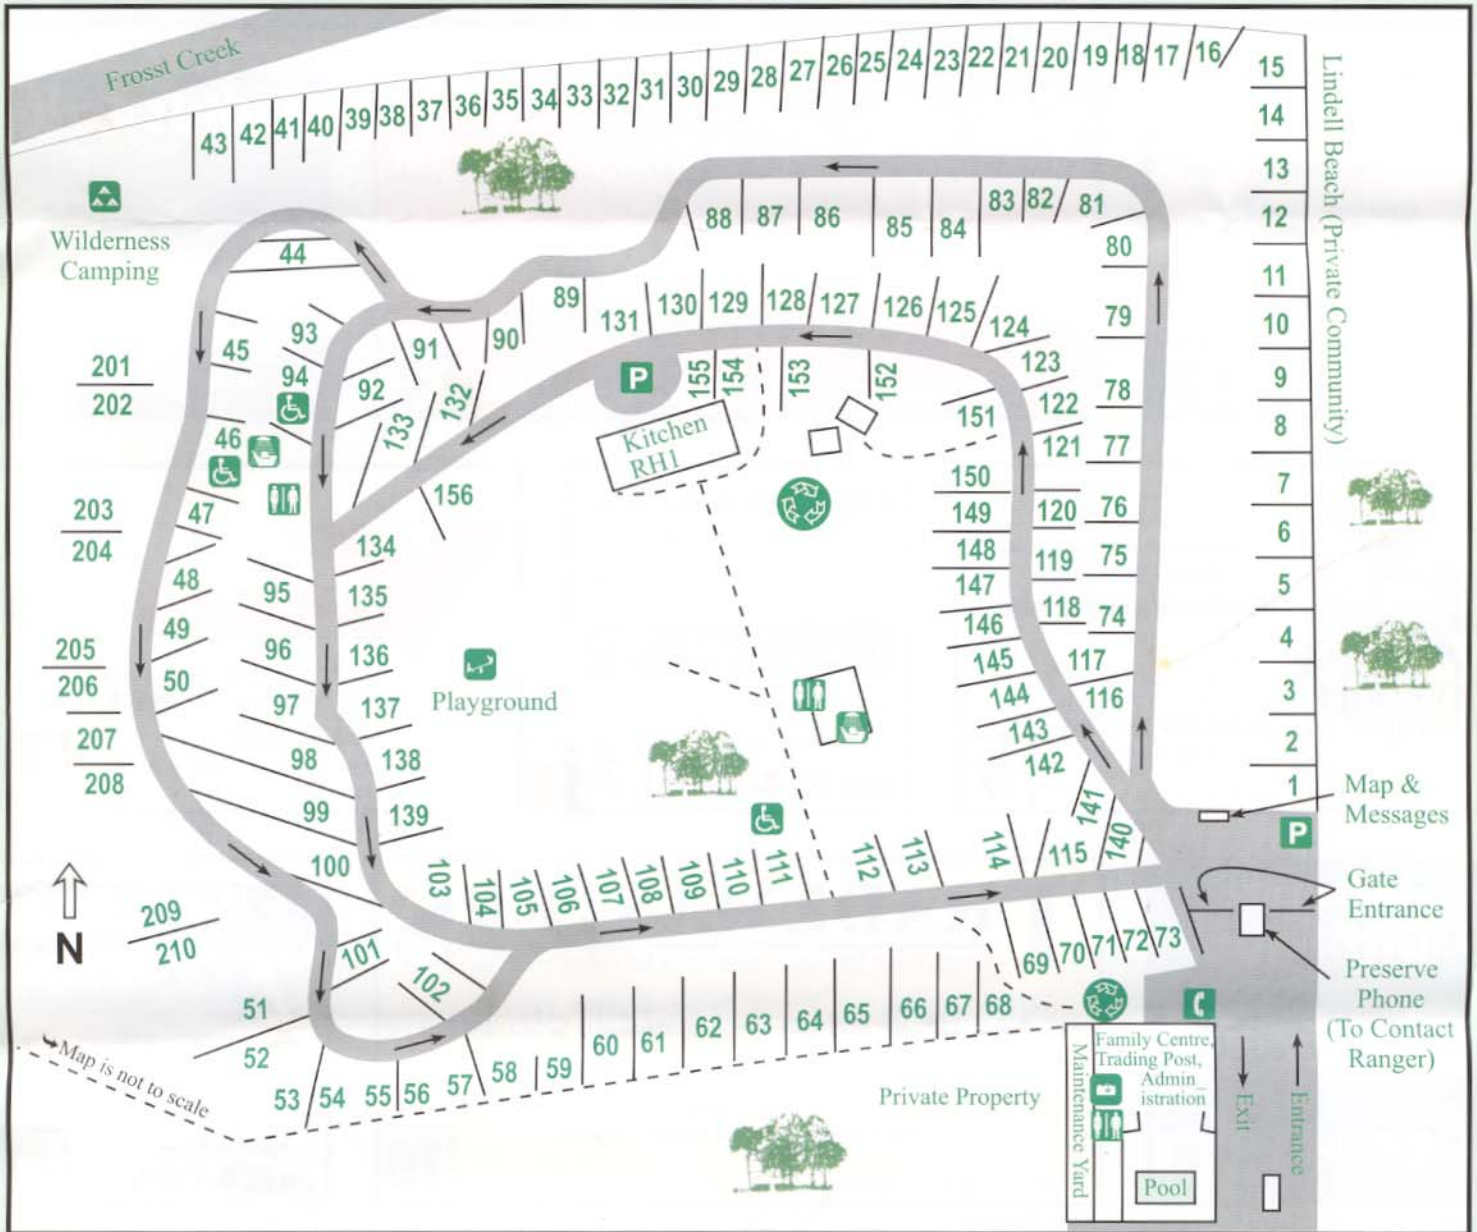 Frosst Creek
43 42 41 40 39 38 37 36 35 34 33 32 31 30 29 28 27 26 25 24 23 22 21 20 19 18 17 16
15
14
13
12
11
10
9
8
7
6
5
4
3
2
1
Lindell Beach (Private Community)
Wilderness
Camping
44
88 87 86 85 84 83 82 81
80
79
78
77
76
75
74
89
90
91
92
93
94
45
46
47
48
49
50
201
202
203
204
205
206
207
208
209
210
131 130 129 128 127 126 125 124
123
122
121
120
119
118
117
116
P
155 154 153 152
151
150
149
148
147
146
145
144
143
142
141
140
132
133
156
Kitchen
RH1
134
135
136
137
138
139
95
96
97
98
99
100
Playground
101
102
103 104 105 106 107 108 109 110 111 112 113 114 115
51
52
53 54 55 56 57 58 59 60 61 62 63 64 65 66 67 68
69 70 71 72 73
N
Map is not to scale
Map &
Messages
P
Gate
Entrance
Preserve
Phone
(To Contact
Ranger)
Private Property
Maintenance Yard
Family Centre,
Trading Post,
Admin_
istration
Pool
Exit
Entrance